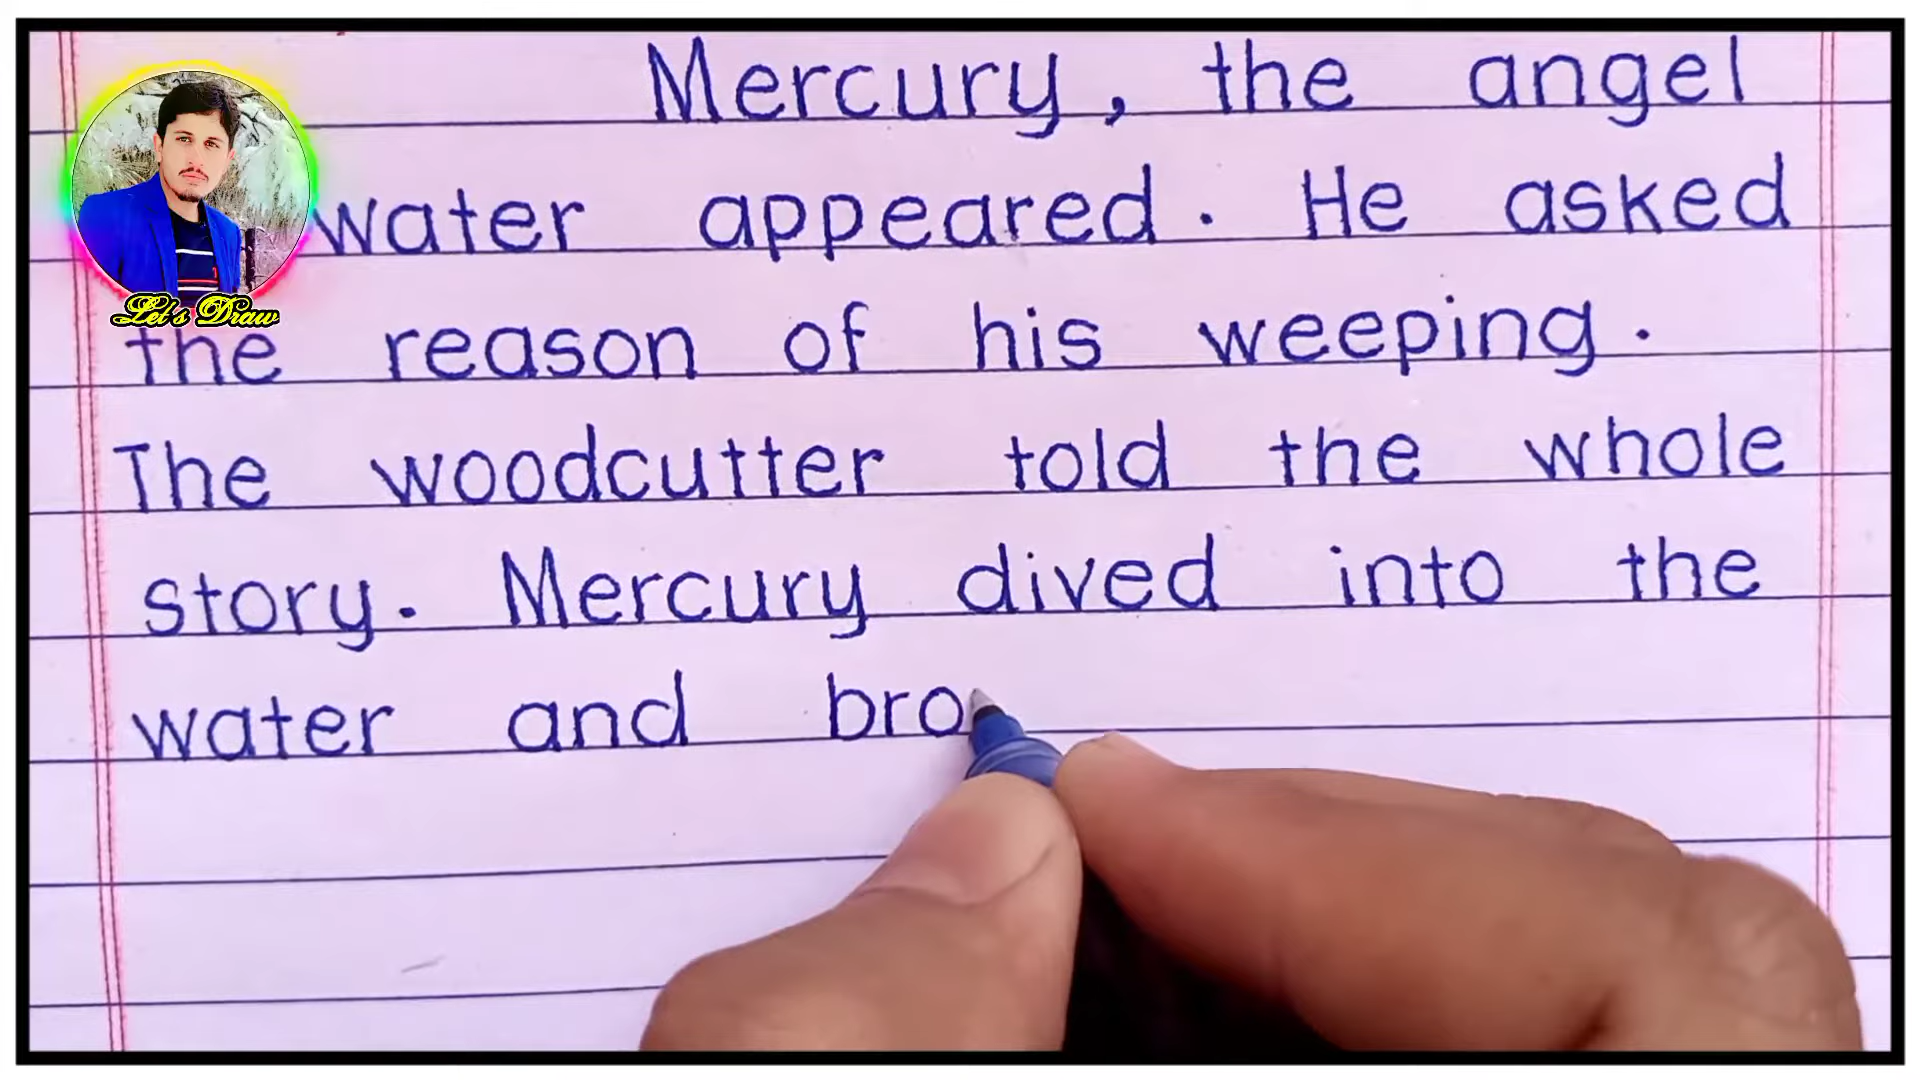 Mercury, the angel
water appeared. He asked
Let's Draw
the reason of his weeping.
The woodcutter told the whole
story. Mercury dived into the
water and bro